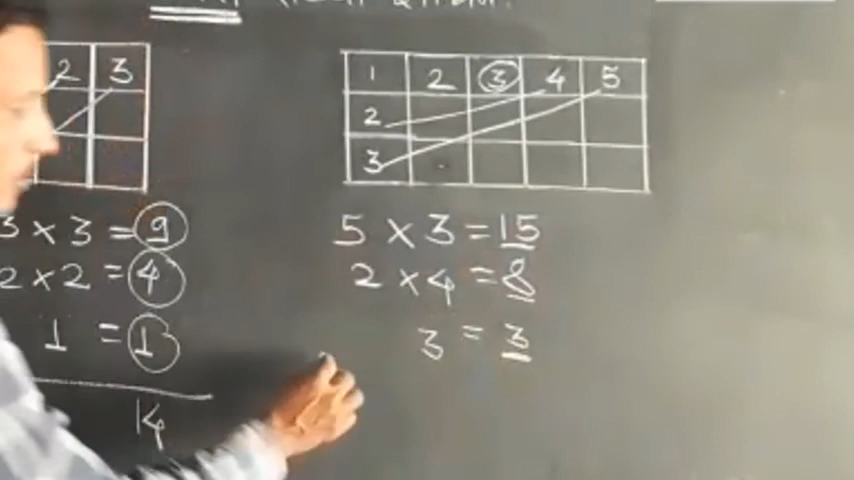 2 3
3 × 3 = 9
2 × 2 = 4
1 = 1
14
1 2 3 4 5
2
3
5 × 3 = 15
2 × 4 = 8
3 = 3